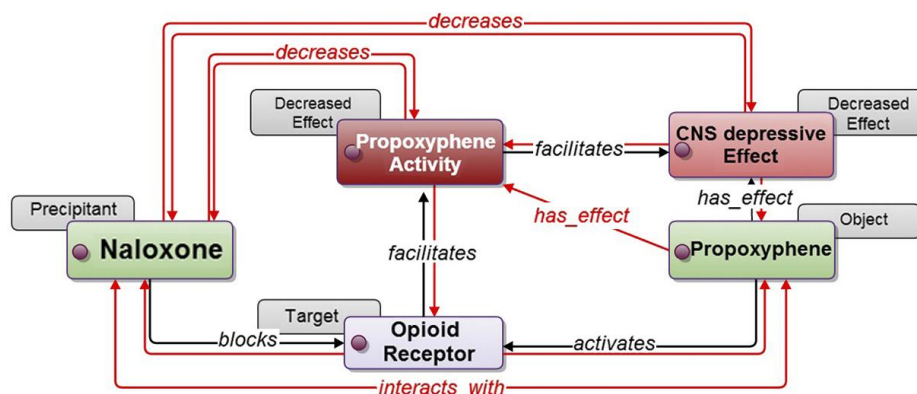 decreases
decreases
Decreased
Effect
Propoxyphene
Activity
facilitates
CNS depressive
Effect
Decreased
Effect
Precipitant
Naloxone
has_effect
has_effect
Object
Propoxyphene
facilitates
Target
Opioid
Receptor
blocks
activates
interacts_with